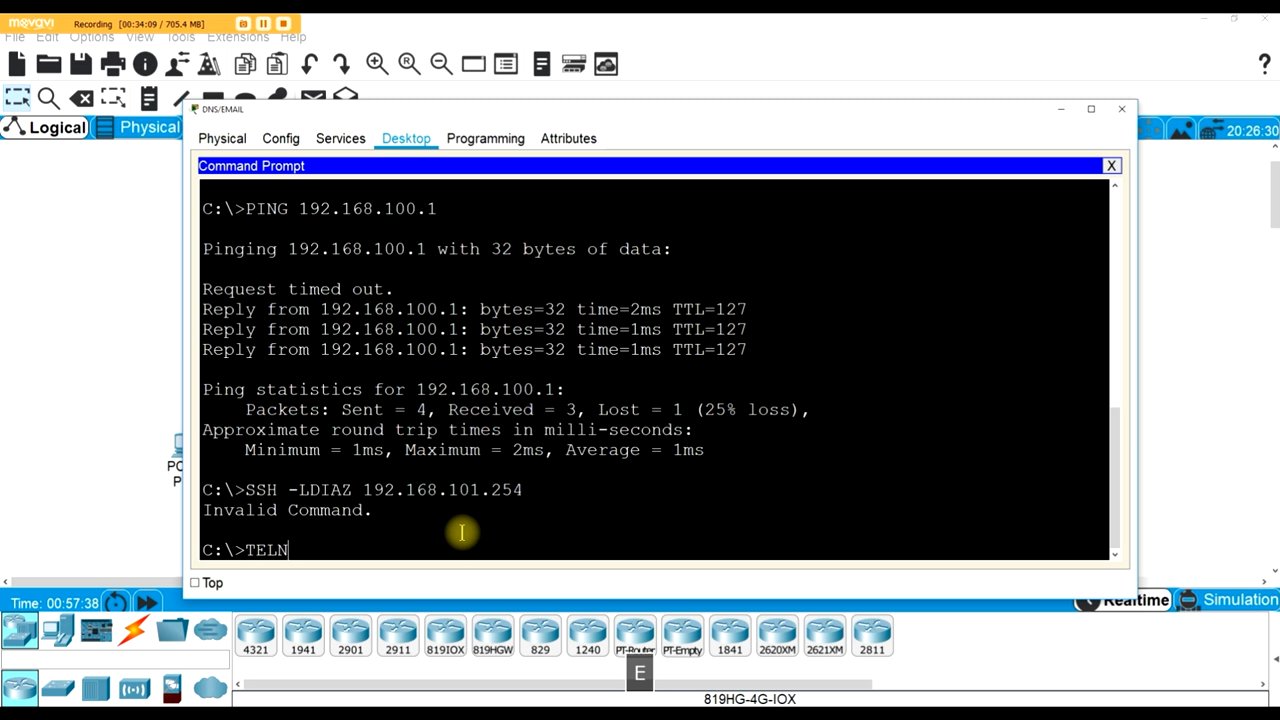 movavi
Recording [00:34:09 / 705.4 MB]
File Edit Options View Tools Extensions Help
Logical
Physical
20:26:30
DNS/EMAIL
Physical Config Services Desktop Programming Attributes
Command Prompt
X
C:\>PING 192.168.100.1
Pinging 192.168.100.1 with 32 bytes of data:
Request timed out.
Reply from 192.168.100.1: bytes=32 time=2ms TTL=127
Reply from 192.168.100.1: bytes=32 time=1ms TTL=127
Reply from 192.168.100.1: bytes=32 time=1ms TTL=127
Ping statistics for 192.168.100.1:
Packets: Sent = 4, Received = 3, Lost = 1 (25% loss),
Approximate round trip times in milli-seconds:
Minimum = 1ms, Maximum = 2ms, Average = 1ms
C:\>SSH -LDIAZ 192.168.101.254
Invalid Command.
C:\>TELN
PC
P
Top
Time: 00:57:38
Realtime
Simulation
4321 1941 2901 2911 819IOX 819HGW 829 1240 PT-Router PT-Empty 1841 2620XM 2621XM 2811
E
819HG-4G-IOX